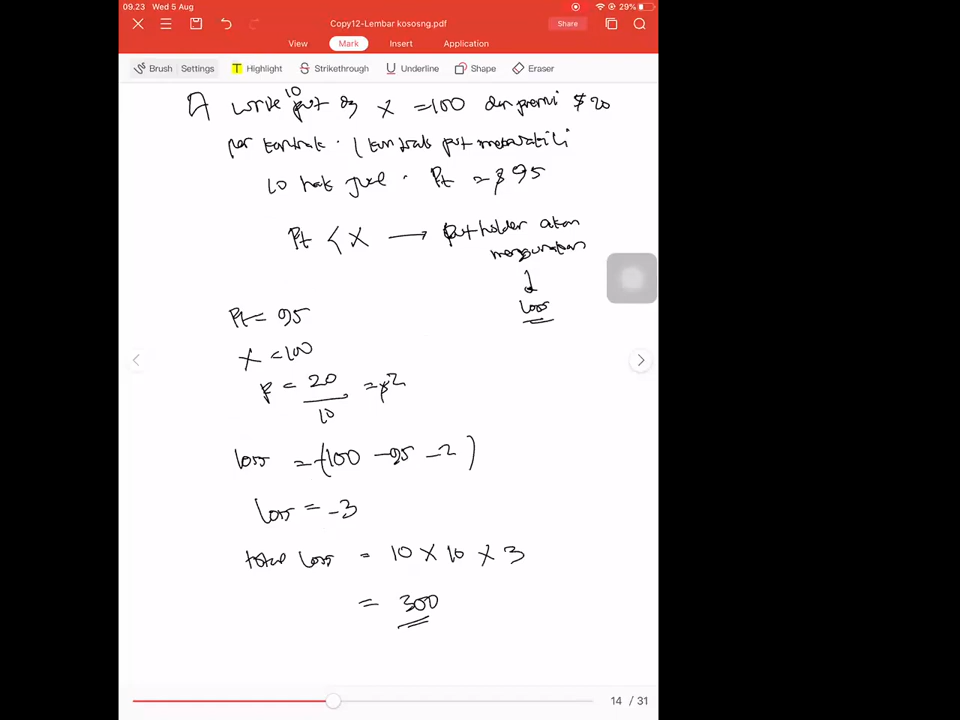 09.23 Wed 5 Aug
29%
Copy12-Lembar kososng.pdf
Share
View Mark Insert Application
Brush Settings T Highlight S Strikethrough U Underline Shape Eraser
A write 10 put dg X = 100 dan premi $20
per kontrak. 1 kontrak put mewakili
10 hak jual. Pt = $95
Pt < X → put holder akan
menggunakan
↓
loss
Pt = 95
X = 100
P = 20/10 = $2
loss = -(100 - 95 - 2)
loss = -3
total loss = 10 X 10 X 3
= 300
14 / 31